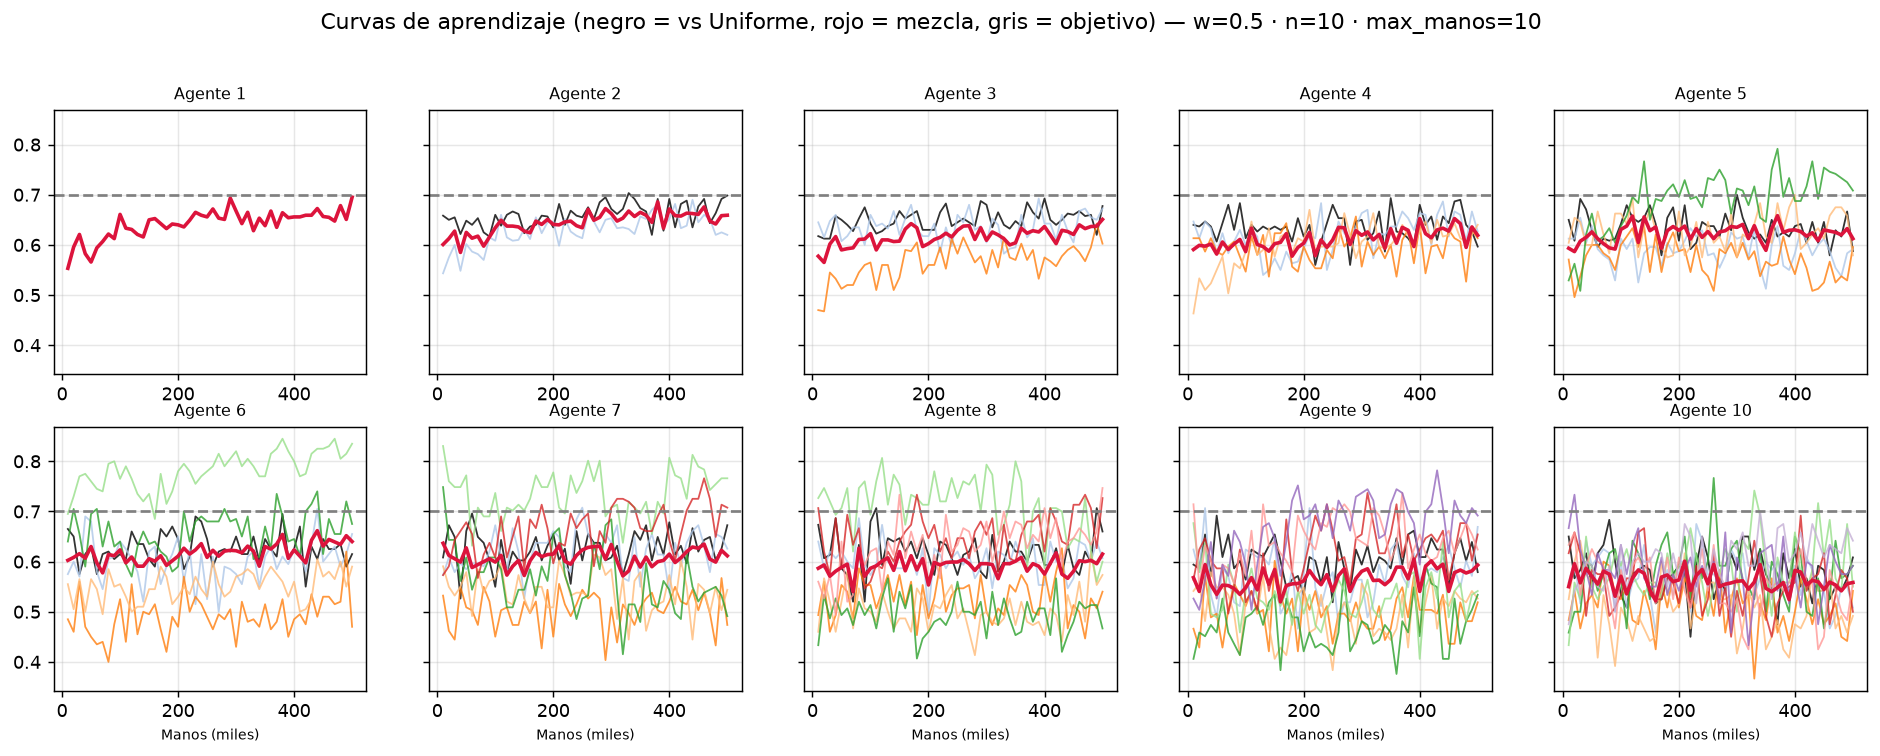 Curvas de aprendizaje (negro = vs Uniforme, rojo = mezcla, gris = objetivo) — w=0.5 · n=10 · max_manos=10
Agente 1
Agente 2
Agente 3
Agente 4
Agente 5
0.8
0.7
0.6
0.5
0.4
0 200 400
0 200 400
0 200 400
0 200 400
0 200 400
Agente 6
Agente 7
Agente 8
Agente 9
Agente 10
0.8
0.7
0.6
0.5
0.4
0 200 400
0 200 400
0 200 400
0 200 400
0 200 400
Manos (miles)
Manos (miles)
Manos (miles)
Manos (miles)
Manos (miles)